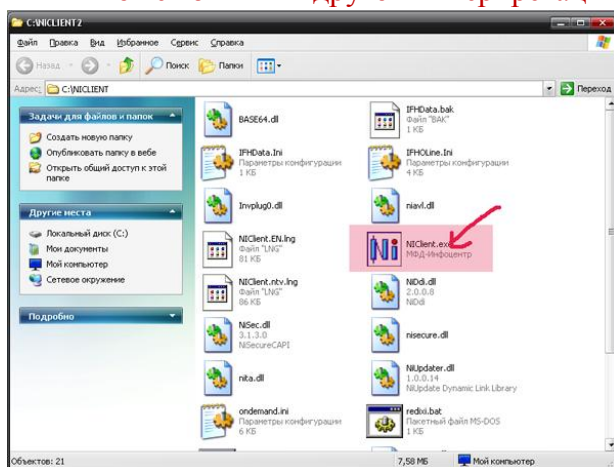 C:\NICLIENT2
Файл Правка Вид Избранное Сервис Справка
Назад Поиск Папки
Адрес: C:\NICLIENT Переход
Задачи для файлов и папок
Создать новую папку
Опубликовать папку в вебе
Открыть общий доступ к этой
папке
Другие места
Локальный диск (C:)
Мои документы
Мой компьютер
Сетевое окружение
Подробно
BASE64.dll
IFHData.bak
Файл "BAK"
1 КБ
IFHData.Ini
Параметры конфигурации
1 КБ
IFHOLine.Ini
Параметры конфигурации
4 КБ
Invplug0.dll
niavl.dll
NIClient.EN.lng
Файл "LNG"
81 КБ
NIClient.exe
МФД-Инфоцентр
NIClient.ntv.lng
Файл "LNG"
86 КБ
NiDdi.dll
2.0.0.8
NiDdi
NiSec.dll
3.1.3.0
NiSecureCAPI
nisecure.dll
nita.dll
NiUpdater.dll
1.0.0.14
NiUpdate Dynamic Link Library
ondemand.ini
Параметры конфигурации
6 КБ
redixi.bat
Пакетный файл MS-DOS
1 КБ
Объектов: 21 7,58 МБ Мой компьютер